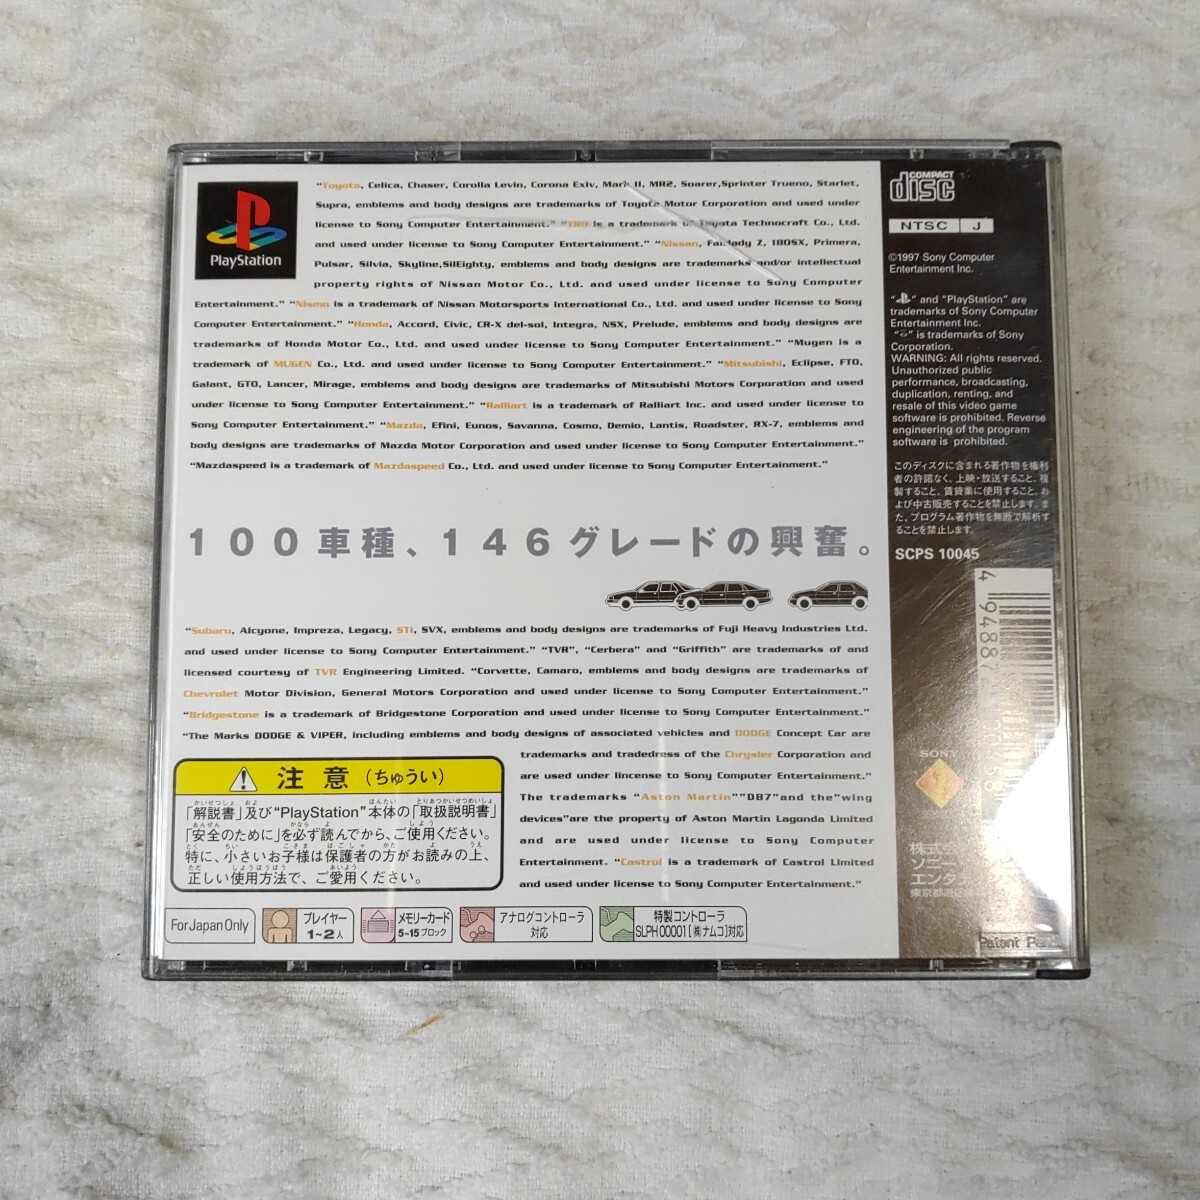 PlayStation
"Toyota, Celica, Chaser, Corolla Levin, Corona Exiv, Mark II, MR2, Soarer,Sprinter Trueno, Starlet,
Supra, emblems and body designs are trademarks of Toyota Motor Corporation and used under
license to Sony Computer Entertainment." "TRD is a trademark of Toyota Technocraft Co., Ltd.
and used under license to Sony Computer Entertainment." "Nissan, Fairlady Z, 180SX, Primera,
Pulsar, Silvia, Skyline,SilEighty, emblems and body designs are trademarks and/or intellectual
property rights of Nissan Motor Co., Ltd. and used under license to Sony Computer
Entertainment." "Nismo is a trademark of Nissan Motorsports International Co., Ltd. and used under license to Sony
Computer Entertainment." "Honda, Accord, Civic, CR-X del-sol, Integra, NSX, Prelude, emblems and body designs are
trademarks of Honda Motor Co., Ltd. and used under license to Sony Computer Entertainment." "Mugen is a
trademark of MUGEN Co., Ltd. and used under license to Sony Computer Entertainment." "Mitsubishi, Eclipse, FTO,
Galant, GTO, Lancer, Mirage, emblems and body designs are trademarks of Mitsubishi Motors Corporation and used
under license to Sony Computer Entertainment." "Ralliart is a trademark of Ralliart Inc. and used under license to
Sony Computer Entertainment." "Mazda, Efini, Eunos, Savanna, Cosmo, Demio, Lantis, Roadster, RX-7, emblems and
body designs are trademarks of Mazda Motor Corporation and used under license to Sony Computer Entertainment."
"Mazdaspeed is a trademark of Mazdaspeed Co., Ltd. and used under license to Sony Computer Entertainment."
100車種、146グレードの興奮。
"Subaru, Alcyone, Impreza, Legacy, STi, SVX, emblems and body designs are trademarks of Fuji Heavy Industries Ltd.
and used under license to Sony Computer Entertainment." "TVR", "Cerbera" and "Griffith" are trademarks of and
licensed courtesy of TVR Engineering Limited. "Corvette, Camaro, emblems and body designs are trademarks of
Chevrolet Motor Division, General Motors Corporation and used under license to Sony Computer Entertainment."
"Bridgestone is a trademark of Bridgestone Corporation and used under license to Sony Computer Entertainment."
"The Marks DODGE & VIPER, including emblems and body designs of associated vehicles and DODGE Concept Car are
trademarks and tradedress of the Chrysler Corporation and
are used under lincense to Sony Computer Entertainment."
The trademarks "Aston Martin""DB7"and the"wing
devices"are the property of Aston Martin Lagonda Limited
and are used under license to Sony Computer
Entertainment. "Castrol is a trademark of Castrol Limited
and used under license to Sony Computer Entertainment."
注意(ちゅうい)
「解説書」及び"PlayStation"本体の「取扱説明書」
「安全のために」を必ず読んでから、ご使用ください。
特に、小さいお子様は保護者の方がお読みの上、
正しい使用方法で、ご愛用ください。
For Japan Only
プレイヤー
1~2人
メモリーカード
5~15ブロック
アナログコントローラ
対応
特製コントローラ
SLPH 00001[㈱ナムコ]対応
COMPACT
disc
NTSC J
©1997 Sony Computer
Entertainment Inc.
" " and "PlayStation" are
trademarks of Sony Computer
Entertainment Inc.
" " is trademarks of Sony
Corporation.
WARNING: All rights reserved.
Unauthorized public
performance, broadcasting,
duplication, renting, and
resale of this video game
software is prohibited. Reverse
engineering of the program
software is prohibited.
このディスクに含まれる著作物を権利
者の許諾なく、上映・放送すること、複
製すること、賃貸業に使用すること、お
よび中古販売することを禁止します。ま
た、プログラム著作物を無断で解析す
ることを禁止します。
SCPS 10045
4 94887
SONY
株式会
ソニー
エンタ
東京都港区
Patent